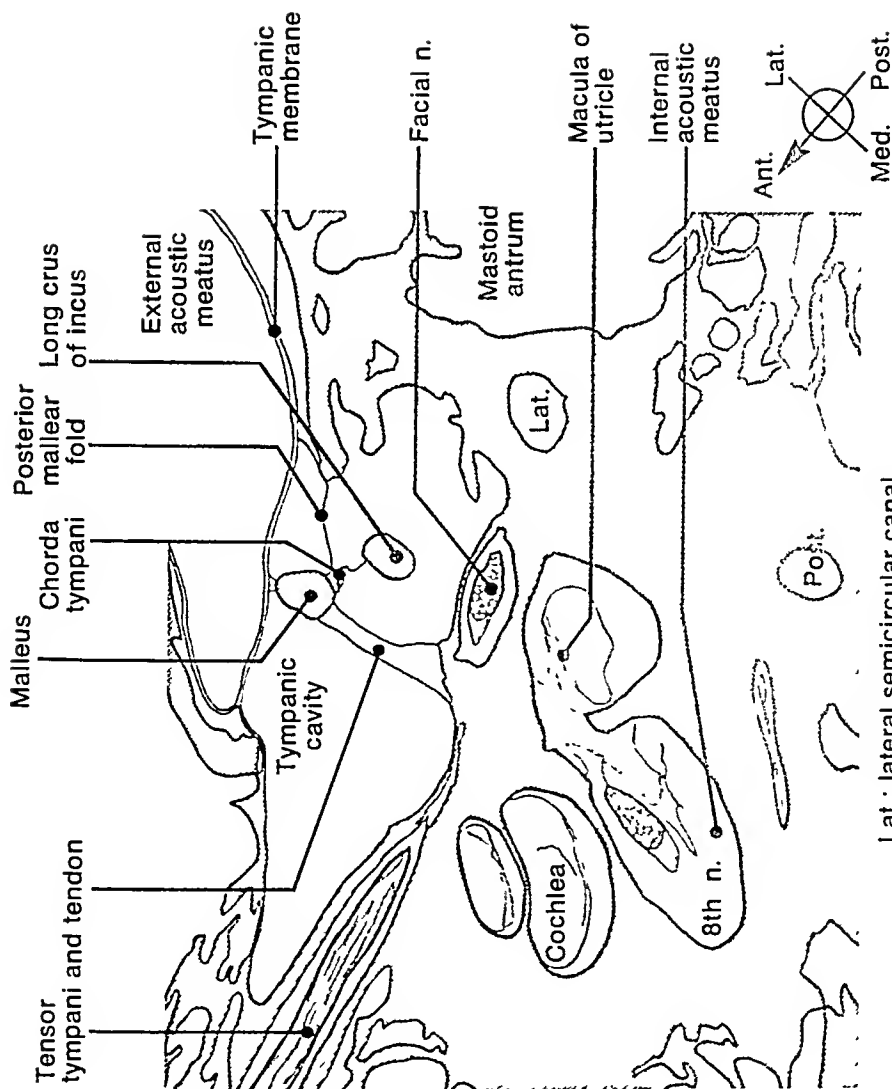 Tensor
tympani and tendon
Malleus
Chorda
tympani
Posterior
mallear
fold
Long crus
of incus
External
acoustic
meatus
Tympanic
membrane
Tympanic
cavity
Facial n.
Mastoid
antrum
Lat.
Macula of
utricle
Cochlea
8th n.
Internal
acoustic
meatus
Post.
Ant.
Lat.
Med.
Post.
Lat.: lateral semicircular canal